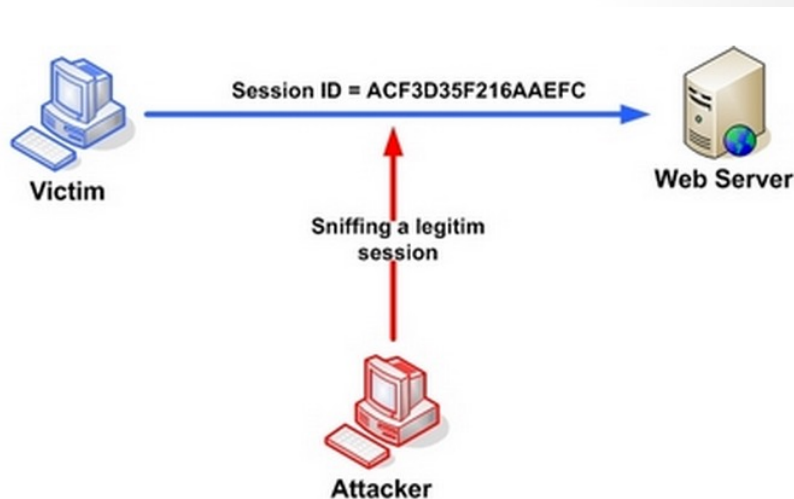 Session ID = ACF3D35F216AAEFC
Victim
Web Server
Sniffing a legitim
session
Attacker